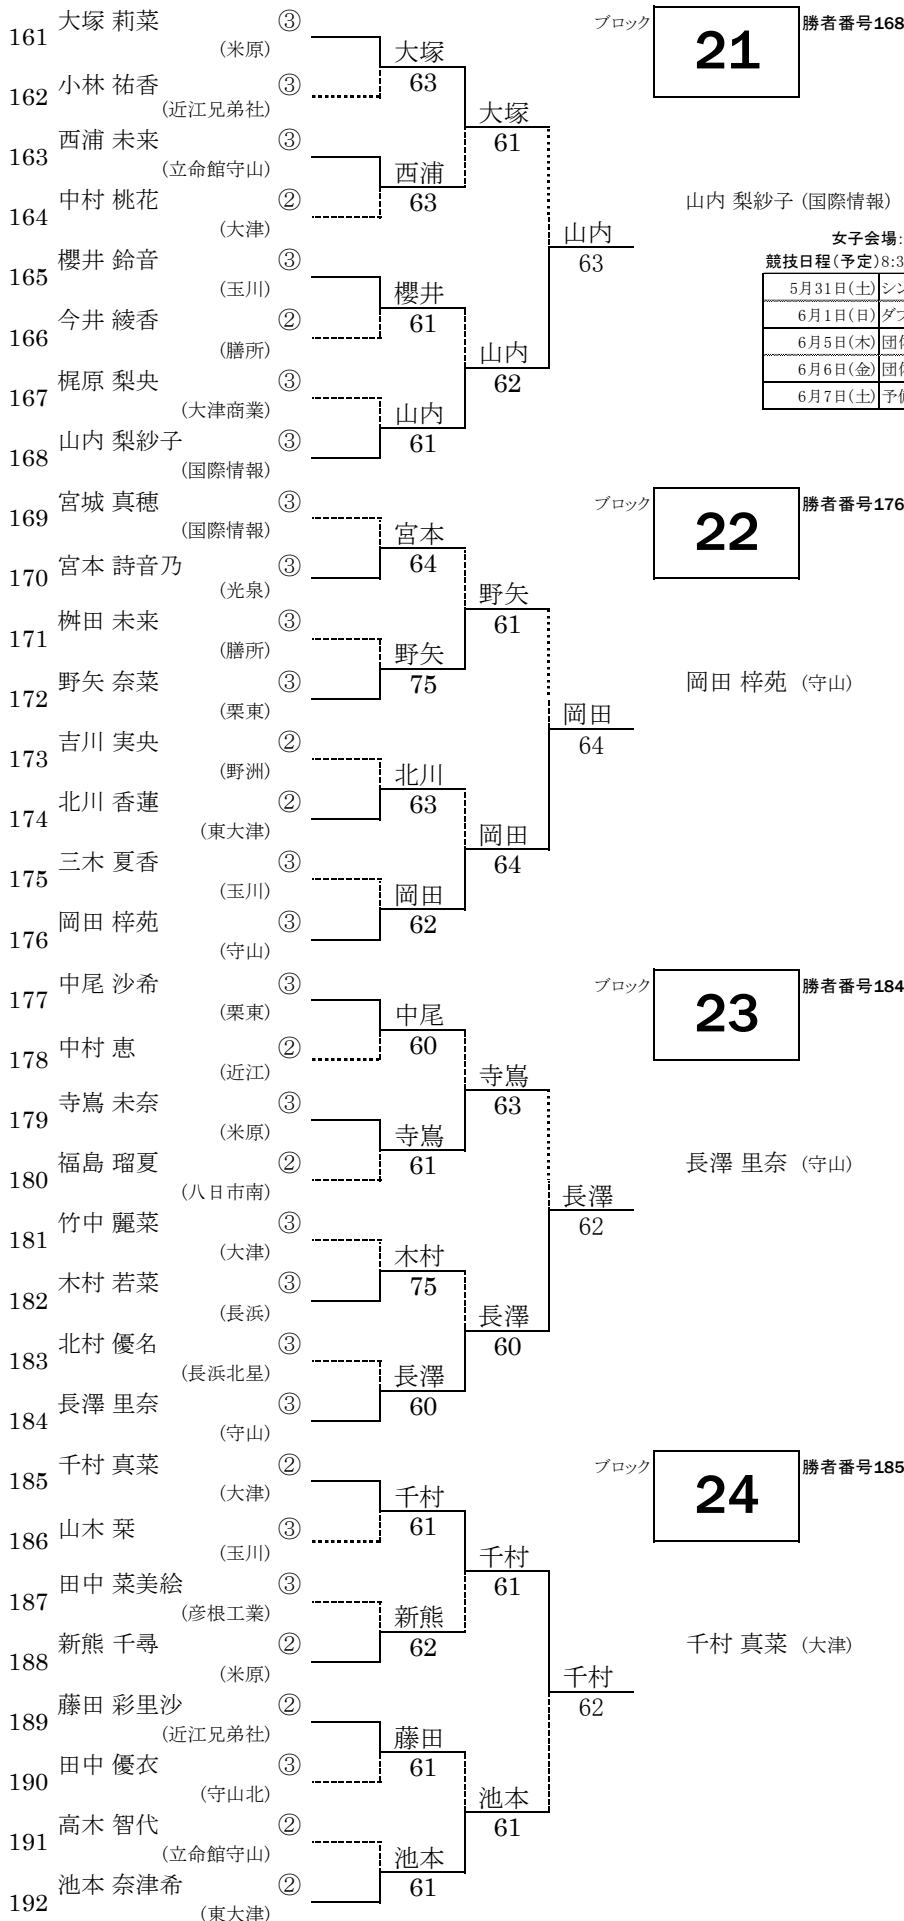 ブロック 21 勝者番号168
161 大塚 莉菜 ③
(米原)
大塚
63
162 小林 祐香 ③
(近江兄弟社)
大塚
61
163 西浦 未来 ③
(立命館守山)
西浦
63
164 中村 桃花 ②
(大津)
山内
63
山内 梨紗子 (国際情報)
165 櫻井 鈴音 ③
(玉川)
櫻井
61
166 今井 綾香 ②
(膳所)
山内
62
167 梶原 梨央 ③
(大津商業)
山内
61
168 山内 梨紗子 ③
(国際情報)
女子会場:
競技日程(予定)8:3
5月31日(土) シン
6月1日(日) ダブ
6月5日(木) 団体
6月6日(金) 団体
6月7日(土) 予備
ブロック 22 勝者番号176
169 宮城 真穂 ③
(国際情報)
宮本
64
170 宮本 詩音乃 ③
(光泉)
野矢
61
171 桝田 未来 ③
(膳所)
野矢
75
172 野矢 奈菜 ③
(栗東)
岡田
64
岡田 梓苑 (守山)
173 吉川 実央 ②
(野洲)
北川
63
174 北川 香蓮 ②
(東大津)
岡田
64
175 三木 夏香 ③
(玉川)
岡田
62
176 岡田 梓苑 ③
(守山)
ブロック 23 勝者番号184
177 中尾 沙希 ③
(栗東)
中尾
60
178 中村 恵 ②
(近江)
寺嶌
63
179 寺嶌 未奈 ③
(米原)
寺嶌
61
180 福島 瑠夏 ②
(八日市南)
長澤
62
長澤 里奈 (守山)
181 竹中 麗菜 ③
(大津)
木村
75
182 木村 若菜 ③
(長浜)
長澤
60
183 北村 優名 ③
(長浜北星)
長澤
60
184 長澤 里奈 ③
(守山)
ブロック 24 勝者番号185
185 千村 真菜 ②
(大津)
千村
61
186 山木 栞 ③
(玉川)
千村
61
187 田中 菜美絵 ③
(彦根工業)
新熊
62
188 新熊 千尋 ②
(米原)
千村
62
千村 真菜 (大津)
189 藤田 彩里沙 ②
(近江兄弟社)
藤田
61
190 田中 優衣 ③
(守山北)
池本
61
191 高木 智代 ②
(立命館守山)
池本
61
192 池本 奈津希 ②
(東大津)